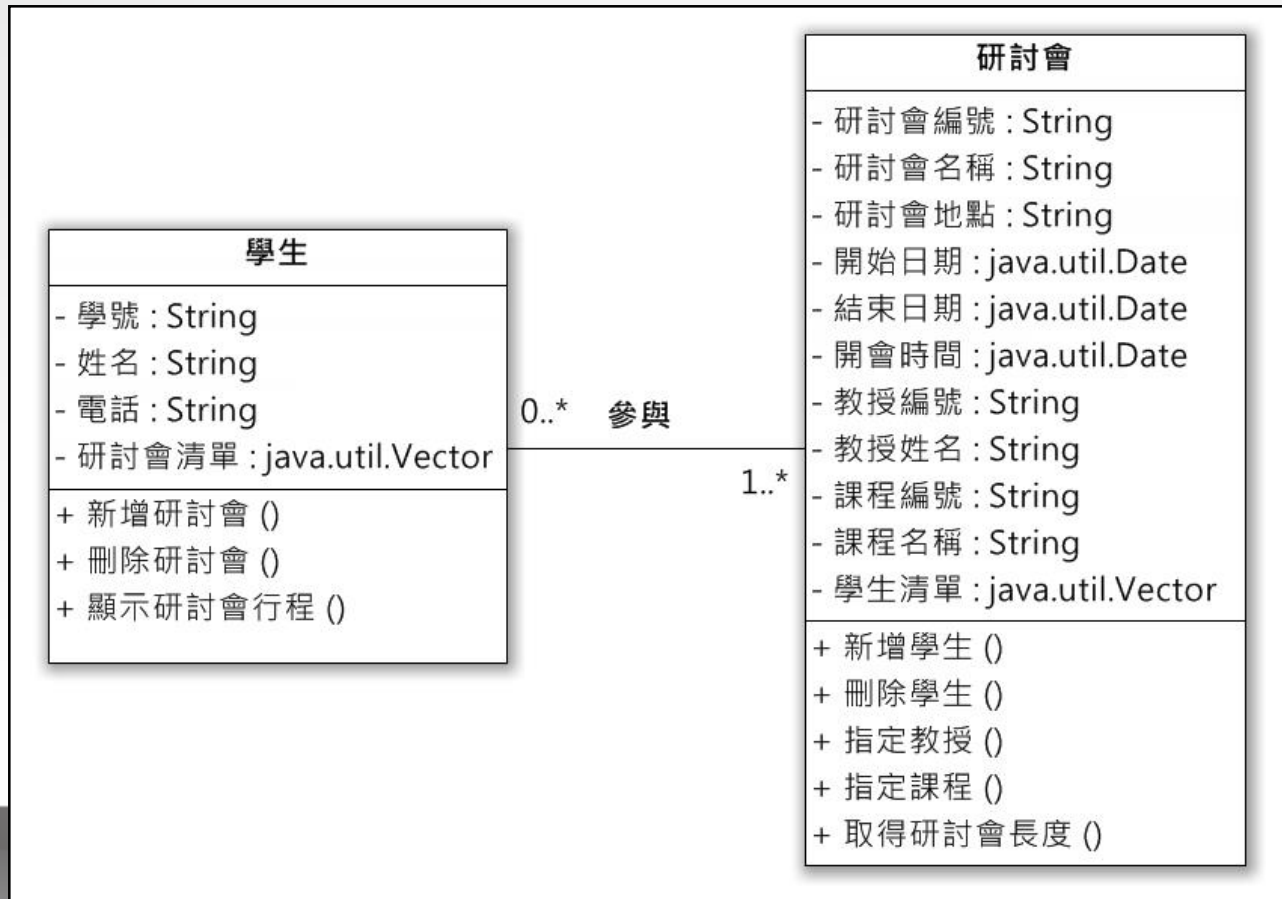 學生
- 學號 : String
- 姓名 : String
- 電話 : String
- 研討會清單 : java.util.Vector
+ 新增研討會 ()
+ 刪除研討會 ()
+ 顯示研討會行程 ()
0..*
參與
1..*
研討會
- 研討會編號 : String
- 研討會名稱 : String
- 研討會地點 : String
- 開始日期 : java.util.Date
- 結束日期 : java.util.Date
- 開會時間 : java.util.Date
- 教授編號 : String
- 教授姓名 : String
- 課程編號 : String
- 課程名稱 : String
- 學生清單 : java.util.Vector
+ 新增學生 ()
+ 刪除學生 ()
+ 指定教授 ()
+ 指定課程 ()
+ 取得研討會長度 ()